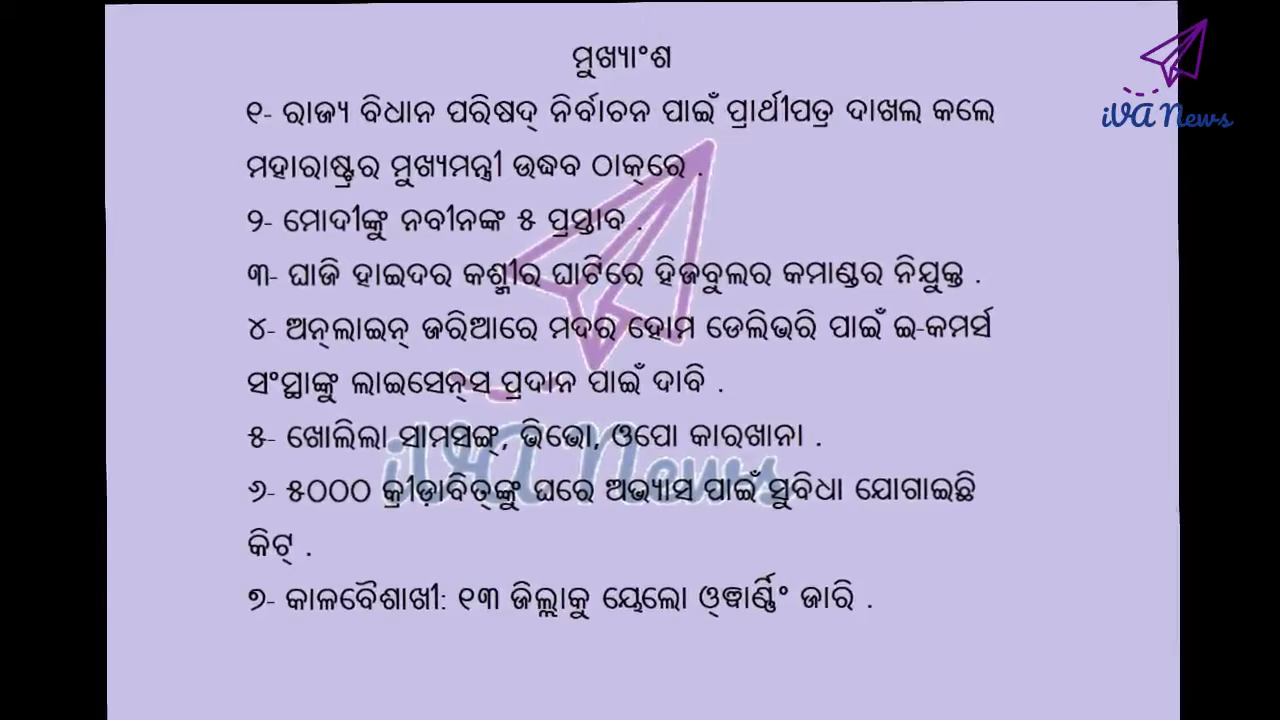 ମୁଖ୍ୟାଂଶ
iVA News
୧- ରାଜ୍ୟ ବିଧାନ ପରିଷଦ୍ ନିର୍ବାଚନ ପାଇଁ ପ୍ରାର୍ଥୀପତ୍ର ଦାଖଲ କଲେ
ମହାରାଷ୍ଟ୍ରର ମୁଖ୍ୟମନ୍ତ୍ରୀ ଉଦ୍ଧବ ଠାକ୍‌ରେ .
୨- ମୋଦୀଙ୍କୁ ନବୀନଙ୍କ ୫ ପ୍ରସ୍ତାବ .
୩- ଘାଜି ହାଇଦର କଶ୍ମୀର ଘାଟିରେ ହିଜବୁଲର କମାଣ୍ଡର ନିଯୁକ୍ତ .
୪- ଅନ୍‌ଲାଇନ୍ ଜରିଆରେ ମଦର ହୋମ ଡେଲିଭରି ପାଇଁ ଇ-କମର୍ସ
ସଂସ୍ଥାଙ୍କୁ ଲାଇସେନ୍‌ସ ପ୍ରଦାନ ପାଇଁ ଦାବି .
୫- ଖୋଲିଲା ସାମସଙ୍ଗ୍, ଭିଭୋ, ଓପୋ କାରଖାନା .
iVA News
୬- ୫୦୦୦ କ୍ରୀଡ଼ାବିତ୍‌ଙ୍କୁ ଘରେ ଅଭ୍ୟାସ ପାଇଁ ସୁବିଧା ଯୋଗାଇଛି
କିଟ୍ .
୭- କାଳବୈଶାଖୀ: ୧୩ ଜିଲ୍ଲାକୁ ୟେଲୋ ଓ୍ୱାର୍ଣ୍ଣିଂ ଜାରି .